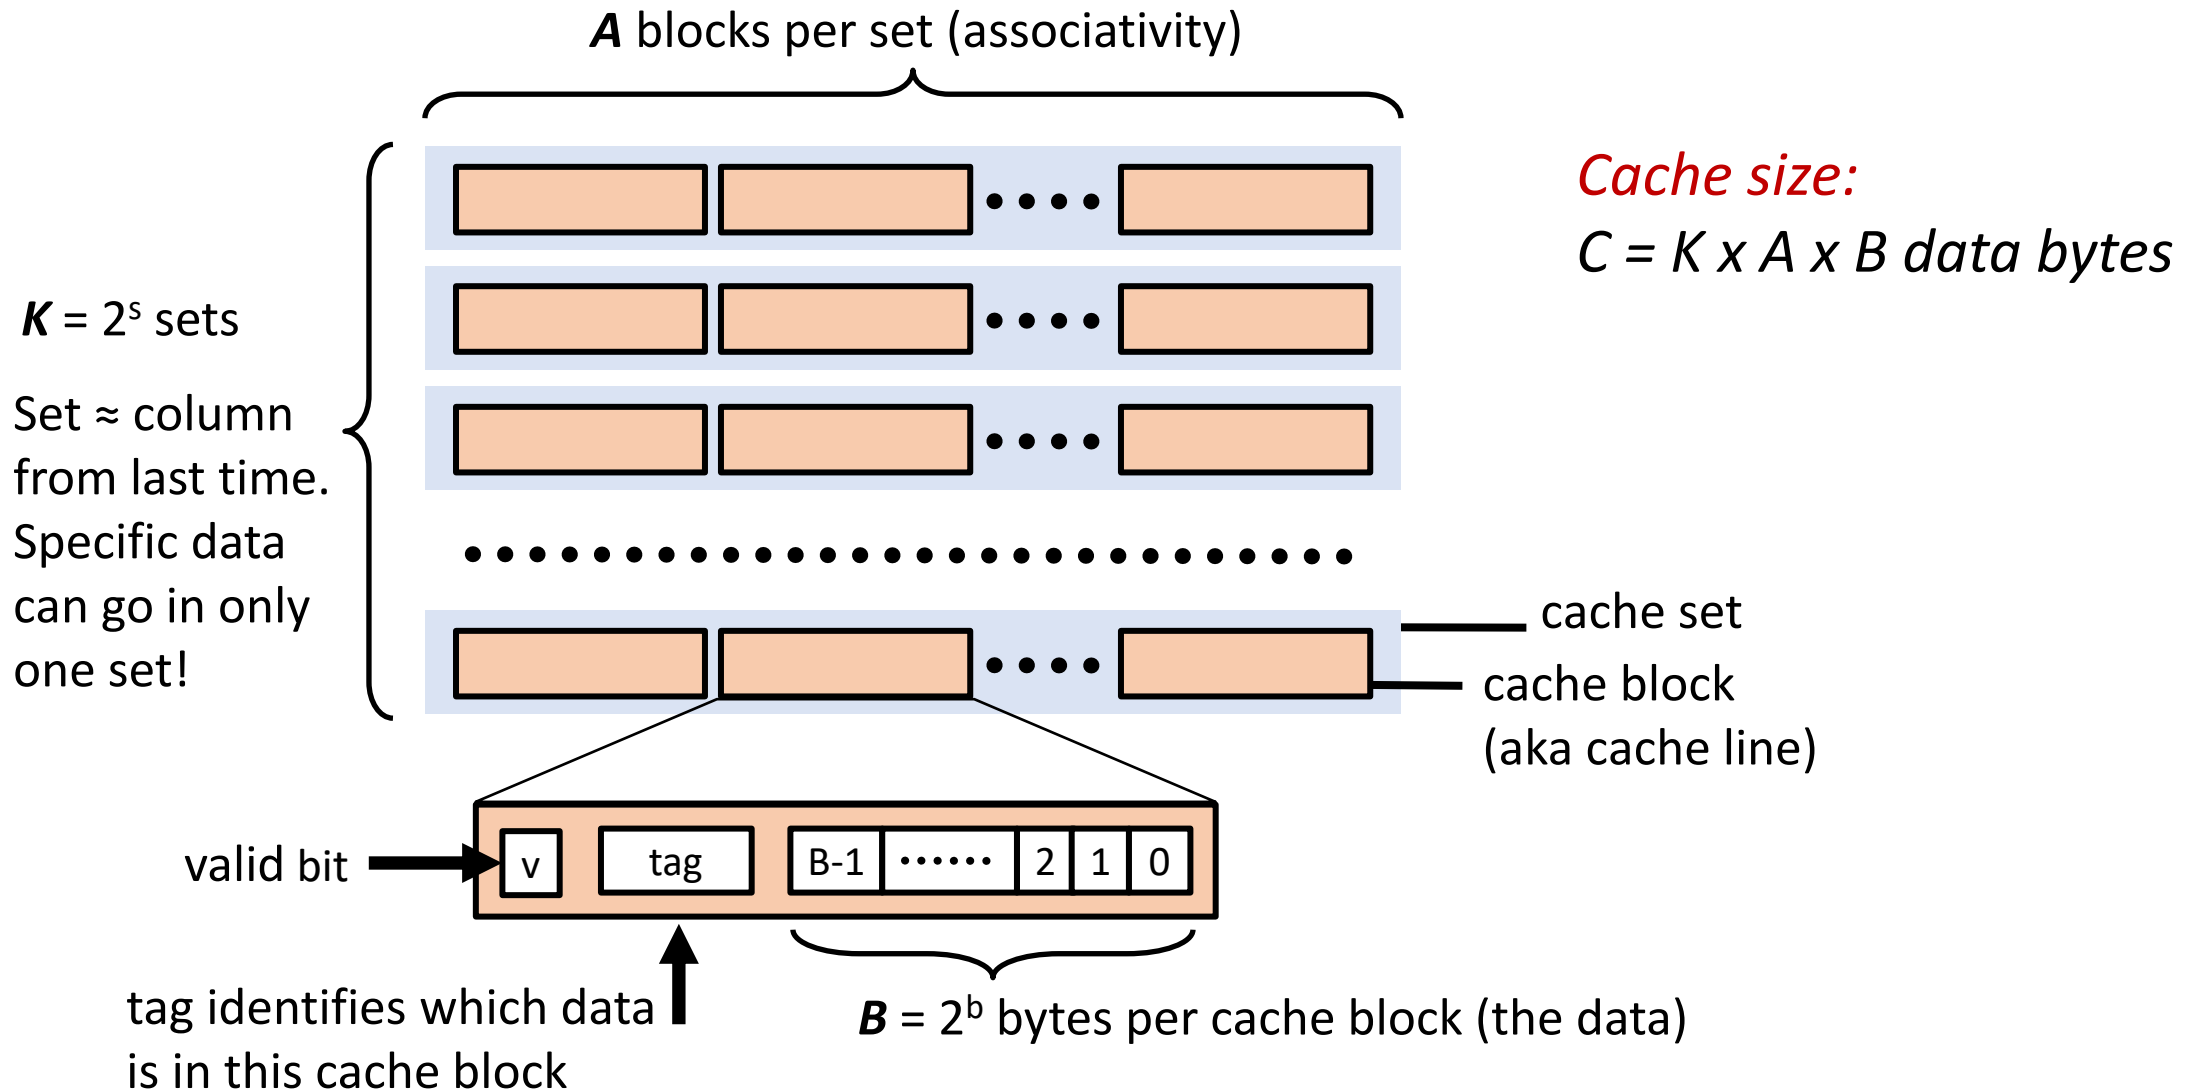 A blocks per set (associativity)
Cache size:
C = K x A x B data bytes
K = 2ˢ sets
Set ≈ column
from last time.
Specific data
can go in only
one set!
cache set
cache block
(aka cache line)
valid bit
v
tag
B-1 •••••• 2 1 0
tag identifies which data
is in this cache block
B = 2ᵇ bytes per cache block (the data)